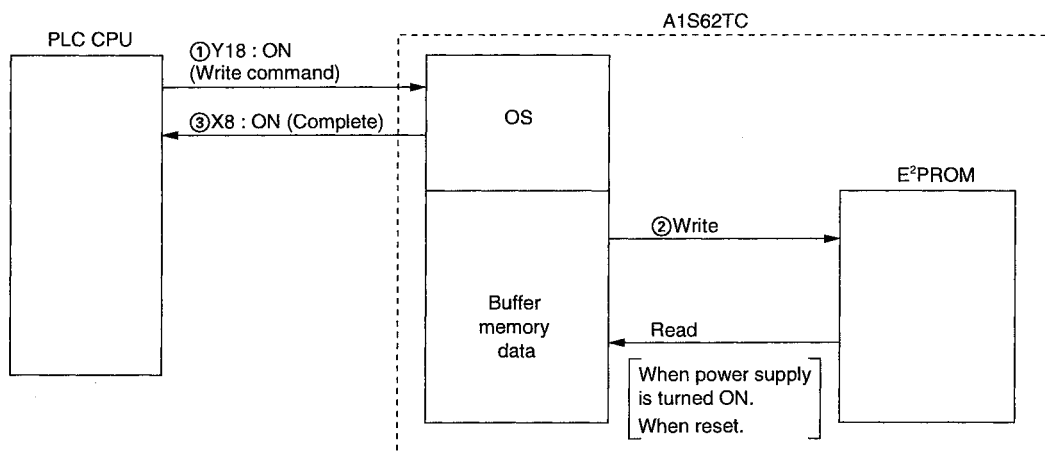 A1S62TC
PLC CPU
①Y18 : ON
(Write command)
③X8 : ON (Complete)
OS
E²PROM
②Write
Buffer
memory
data
Read
When power supply
is turned ON.
When reset.